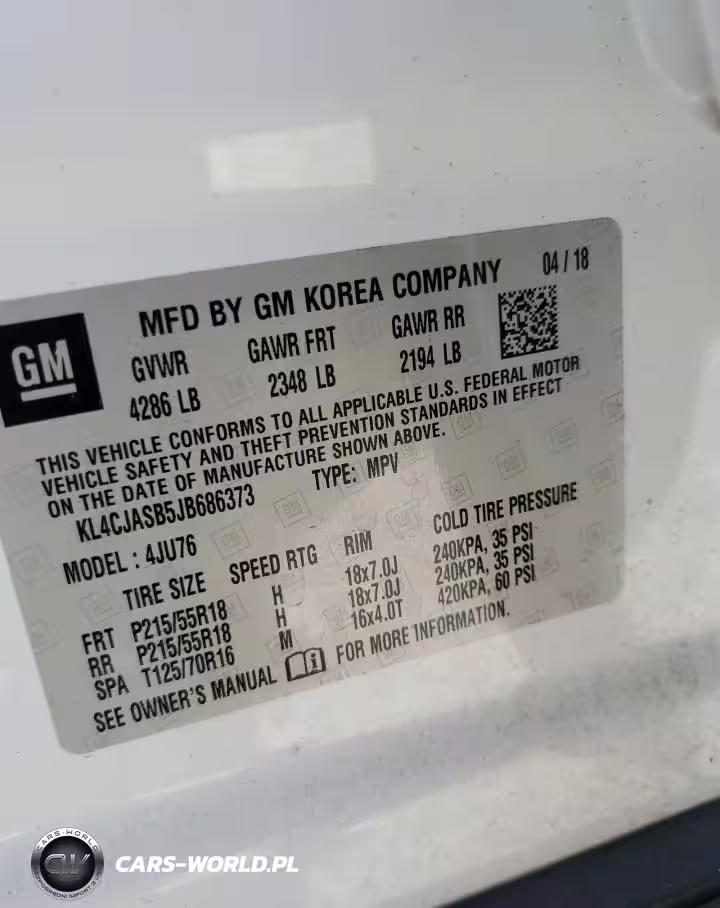 MFD BY GM KOREA COMPANY 04 / 18
GM
GVWR GAWR FRT GAWR RR
4286 LB 2348 LB 2194 LB
THIS VEHICLE CONFORMS TO ALL APPLICABLE U.S. FEDERAL MOTOR
VEHICLE SAFETY AND THEFT PREVENTION STANDARDS IN EFFECT
ON THE DATE OF MANUFACTURE SHOWN ABOVE.
KL4CJASB5JB686373 TYPE: MPV
MODEL : 4JU76
TIRE SIZE SPEED RTG RIM COLD TIRE PRESSURE
FRT P215/55R18 H 18x7.0J 240KPA, 35 PSI
RR P215/55R18 H 18x7.0J 240KPA, 35 PSI
SPA T125/70R16 M 16x4.0T 420KPA, 60 PSI
SEE OWNER'S MANUAL FOR MORE INFORMATION.
CARS-WORLD
CW
CARS-WORLD.PL